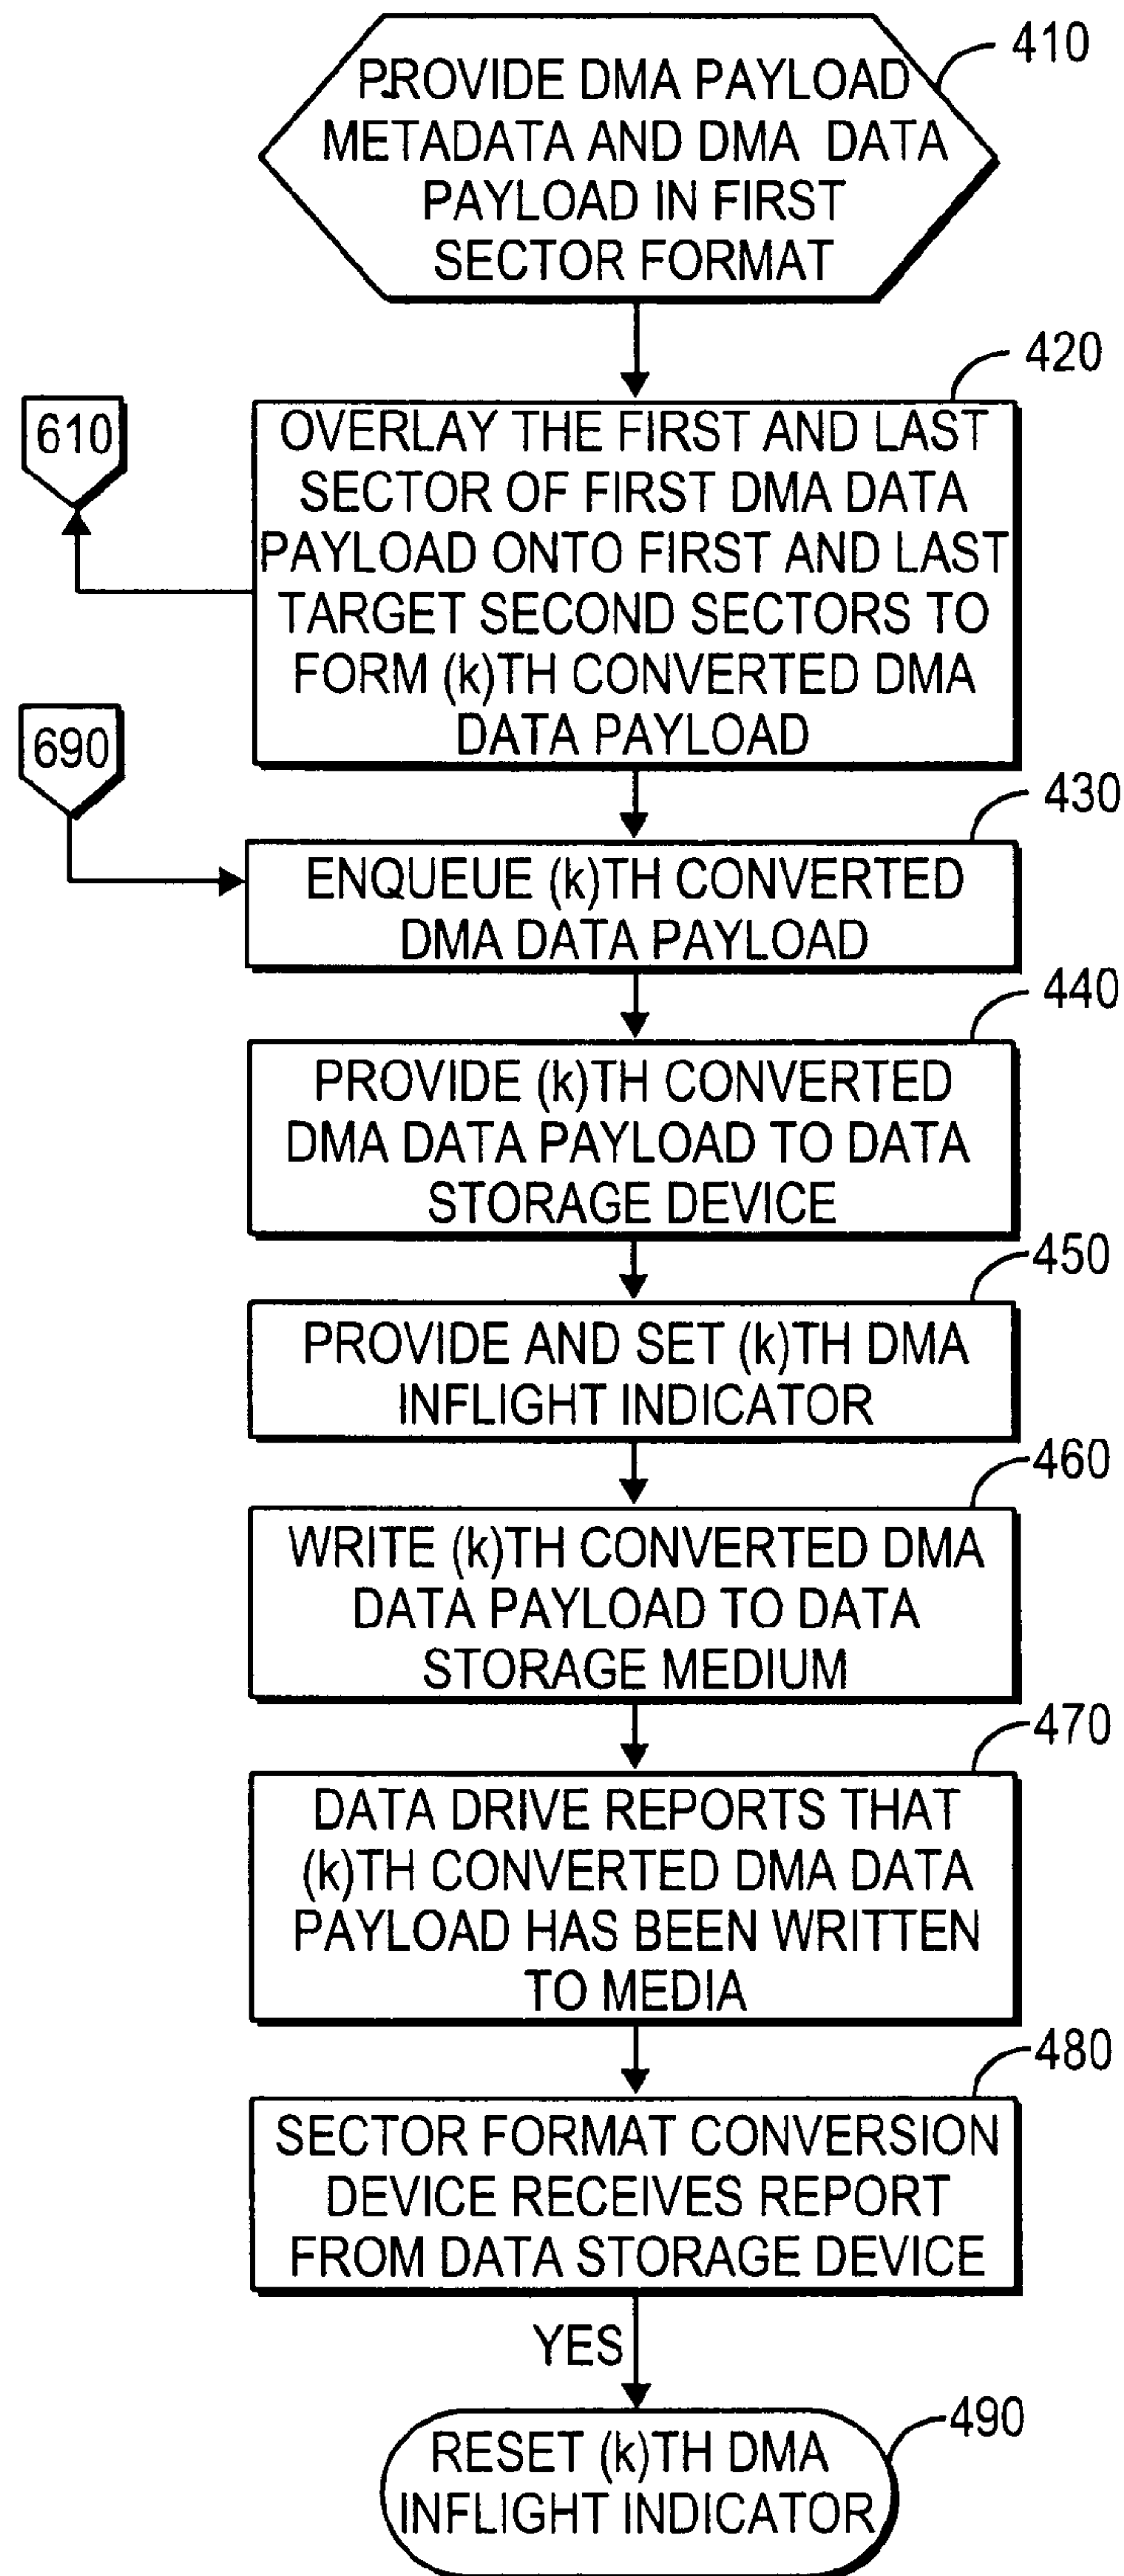 410
PROVIDE DMA PAYLOAD
METADATA AND DMA DATA
PAYLOAD IN FIRST
SECTOR FORMAT
420
610
OVERLAY THE FIRST AND LAST
SECTOR OF FIRST DMA DATA
PAYLOAD ONTO FIRST AND LAST
TARGET SECOND SECTORS TO
FORM (k)TH CONVERTED DMA
DATA PAYLOAD
690
430
ENQUEUE (k)TH CONVERTED
DMA DATA PAYLOAD
440
PROVIDE (k)TH CONVERTED
DMA DATA PAYLOAD TO DATA
STORAGE DEVICE
450
PROVIDE AND SET (k)TH DMA
INFLIGHT INDICATOR
460
WRITE (k)TH CONVERTED DMA
DATA PAYLOAD TO DATA
STORAGE MEDIUM
470
DATA DRIVE REPORTS THAT
(k)TH CONVERTED DMA DATA
PAYLOAD HAS BEEN WRITTEN
TO MEDIA
480
SECTOR FORMAT CONVERSION
DEVICE RECEIVES REPORT
FROM DATA STORAGE DEVICE
YES
490
RESET (k)TH DMA
INFLIGHT INDICATOR